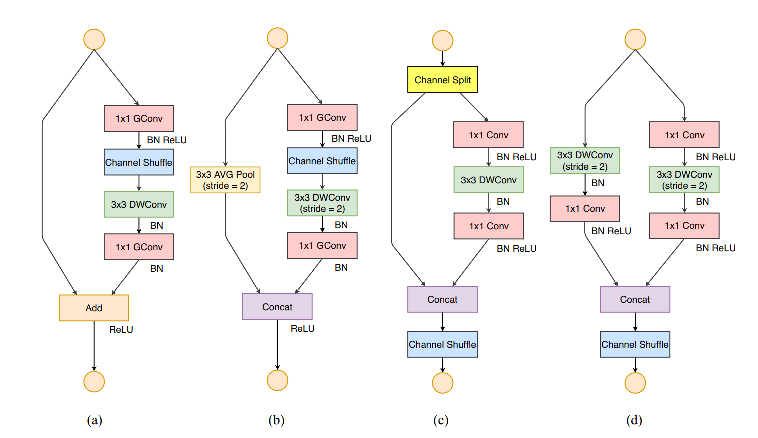 1x1 GConv
BN ReLU
Channel Shuffle
3x3 DWConv
BN
1x1 GConv
BN
Add
ReLU
(a)
1x1 GConv
BN ReLU
Channel Shuffle
3x3 AVG Pool
(stride = 2)
3x3 DWConv
(stride = 2)
BN
1x1 GConv
BN
Concat
ReLU
(b)
Channel Split
1x1 Conv
BN ReLU
3x3 DWConv
BN
1x1 Conv
BN ReLU
Concat
Channel Shuffle
(c)
3x3 DWConv
(stride = 2)
BN
1x1 Conv
BN ReLU
1x1 Conv
BN ReLU
3x3 DWConv
(stride = 2)
BN
1x1 Conv
BN ReLU
Concat
Channel Shuffle
(d)